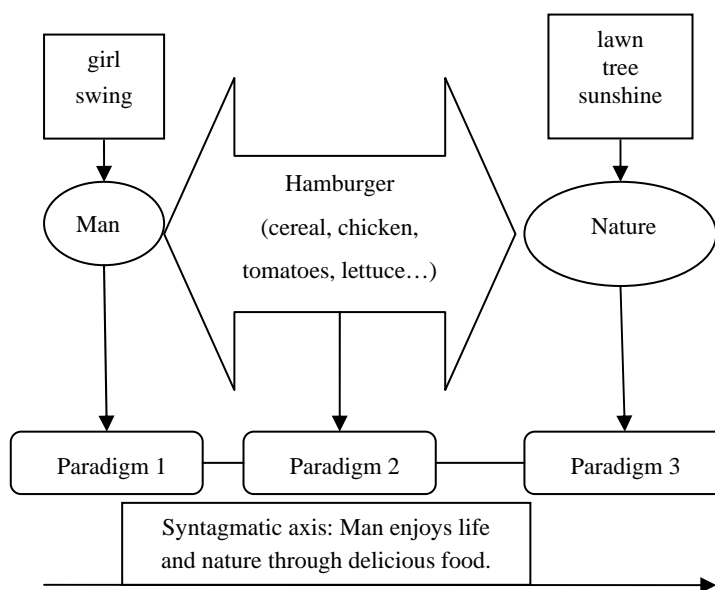 girl
swing
lawn
tree
sunshine
Man
Hamburger
(cereal, chicken,
tomatoes, lettuce…)
Nature
Paradigm 1
Paradigm 2
Paradigm 3
Syntagmatic axis: Man enjoys life
and nature through delicious food.